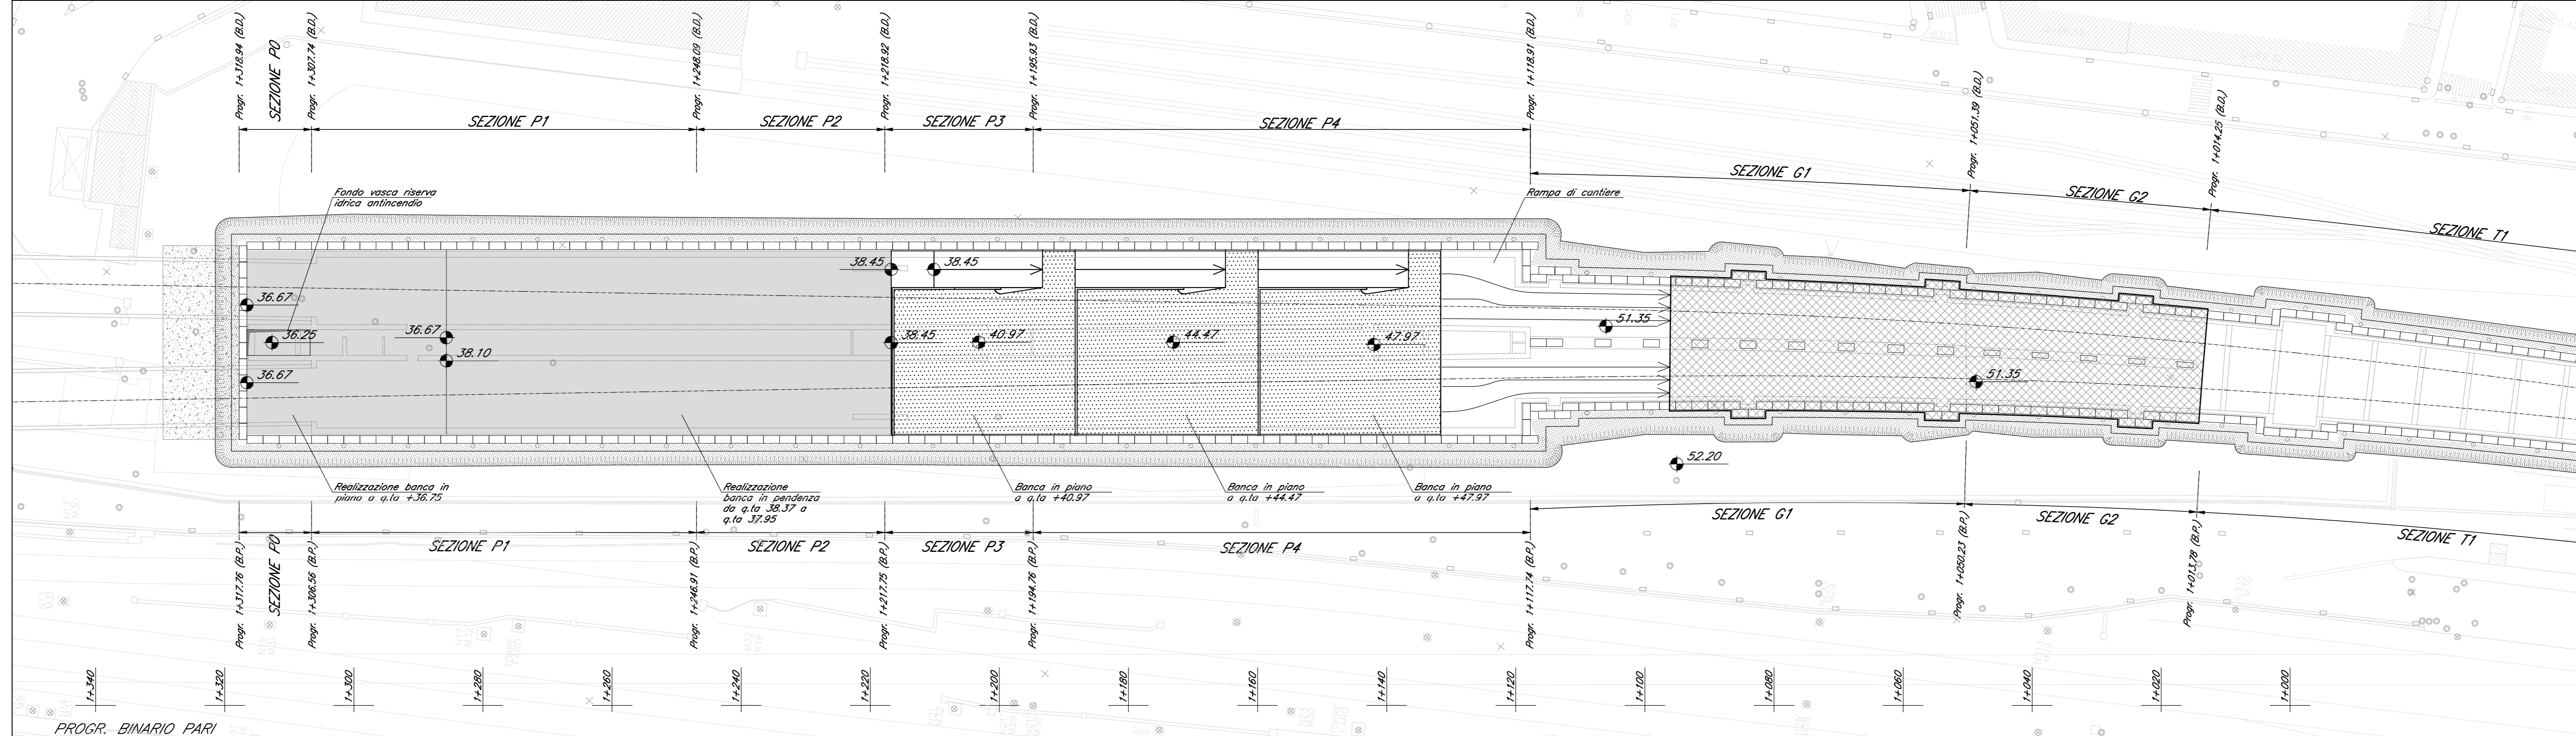 Progr. 1+318.94 (B.D.)
SEZIONE P0
Progr. 1+307.74 (B.D.)
Progr. 1+248.09 (B.D.)
Progr. 1+218.92 (B.D.)
Progr. 1+195.93 (B.D.)
Progr. 1+118.91 (B.D.)
Progr. 1+051.39 (B.D.)
Progr. 1+014.25 (B.D.)
SEZIONE P1
SEZIONE P2
SEZIONE P3
SEZIONE P4
SEZIONE G1
SEZIONE G2
SEZIONE T1
Fondo vasca riserva
idrica antincendio
Rampa di cantiere
38.45
38.45
36.67
36.25
36.67
38.10
38.45
40.97
44.47
47.97
51.35
36.67
51.35
52.20
Realizzazione banca in
piano a q.ta +36.75
Realizzazione
banca in pendenza
da q.ta 38.37 a
q.ta 37.95
Banca in piano
a q.ta +40.97
Banca in piano
a q.ta +44.47
Banca in piano
a q.ta +47.97
SEZIONE P0
SEZIONE P1
SEZIONE P2
SEZIONE P3
SEZIONE P4
SEZIONE G1
SEZIONE G2
SEZIONE T1
Progr. 1+317.76 (B.P.)
Progr. 1+306.56 (B.P.)
Progr. 1+246.91 (B.P.)
Progr. 1+217.75 (B.P.)
Progr. 1+194.76 (B.P.)
Progr. 1+117.74 (B.P.)
Progr. 1+050.23 (B.P.)
Progr. 1+013.78 (B.P.)
TORRE
FARO
1+340
1+320
1+300
1+280
1+260
1+240
1+220
1+200
1+180
1+160
1+140
1+120
1+100
1+080
1+060
1+040
1+020
1+000
PROGR. BINARIO PARI